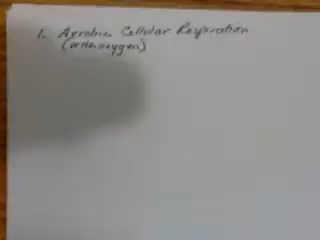 1. Aerobic Cellular Respiration
(with oxygen)